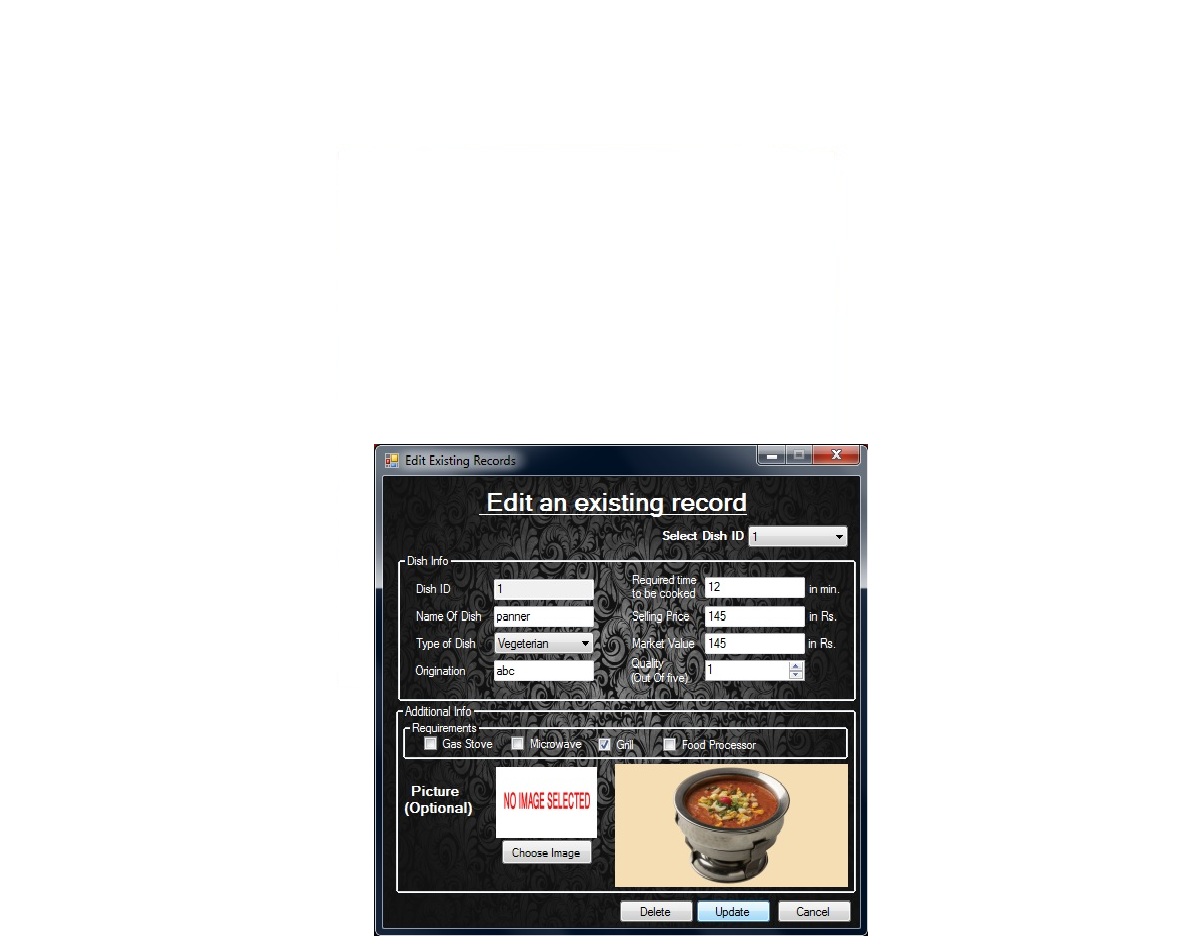 Edit Existing Records
Edit an existing record
Select Dish ID 1
Dish Info
Dish ID 1
Required time
to be cooked 12 in min.
Name Of Dish panner
Selling Price 145 in Rs.
Type of Dish Vegeterian
Market Value 145 in Rs.
Origination abc
Quality
(Out Of five) 1
Additional Info
Requirements
Gas Stove Microwave Grill Food Processor
Picture
(Optional)
NO IMAGE SELECTED
Choose Image
Delete Update Cancel